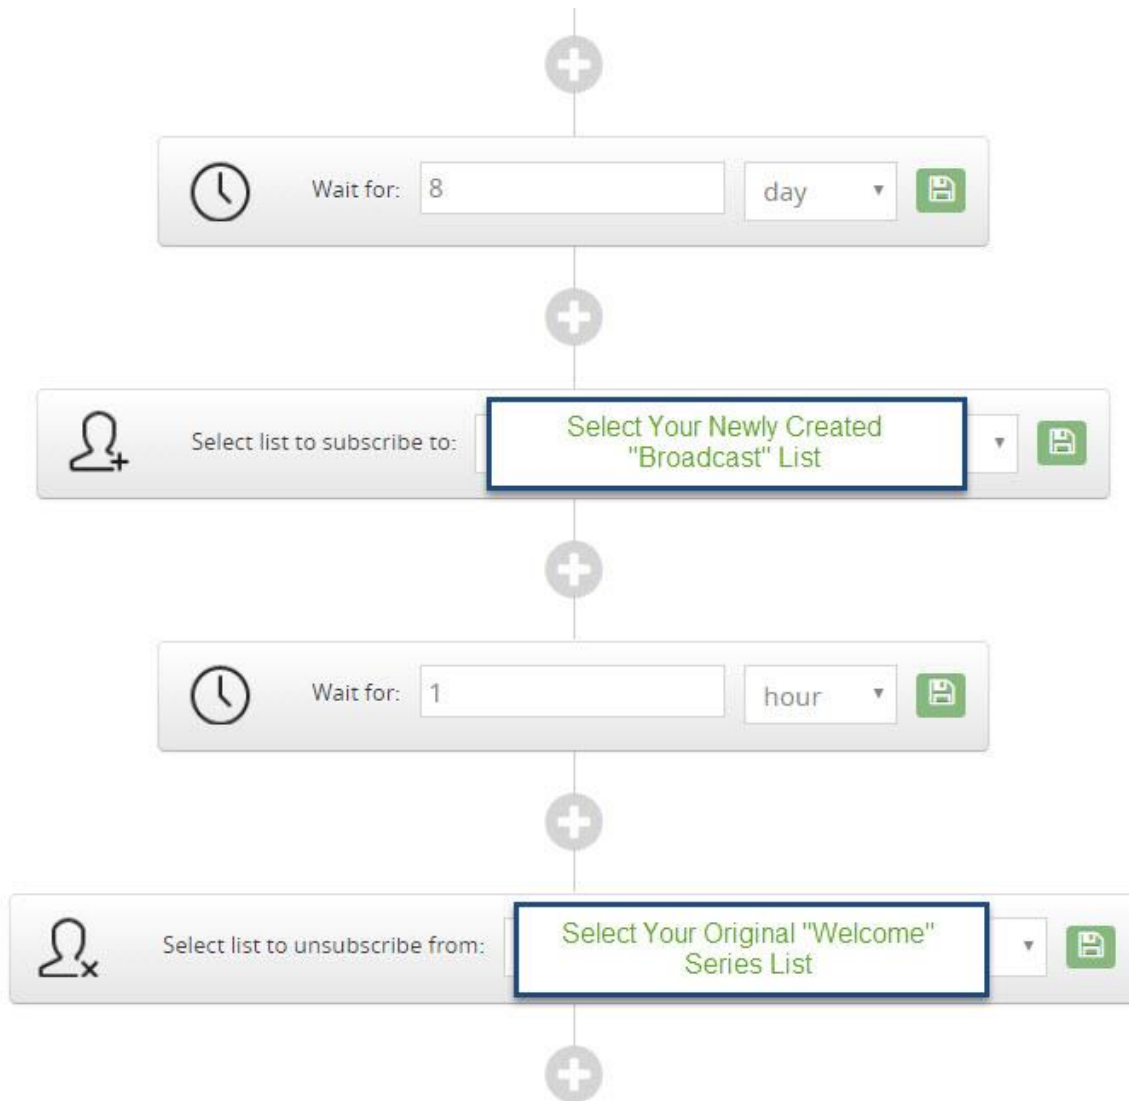 Wait for: 8 day
Select list to subscribe to: Select Your Newly Created
"Broadcast" List
Wait for: 1 hour
Select list to unsubscribe from: Select Your Original "Welcome"
Series List